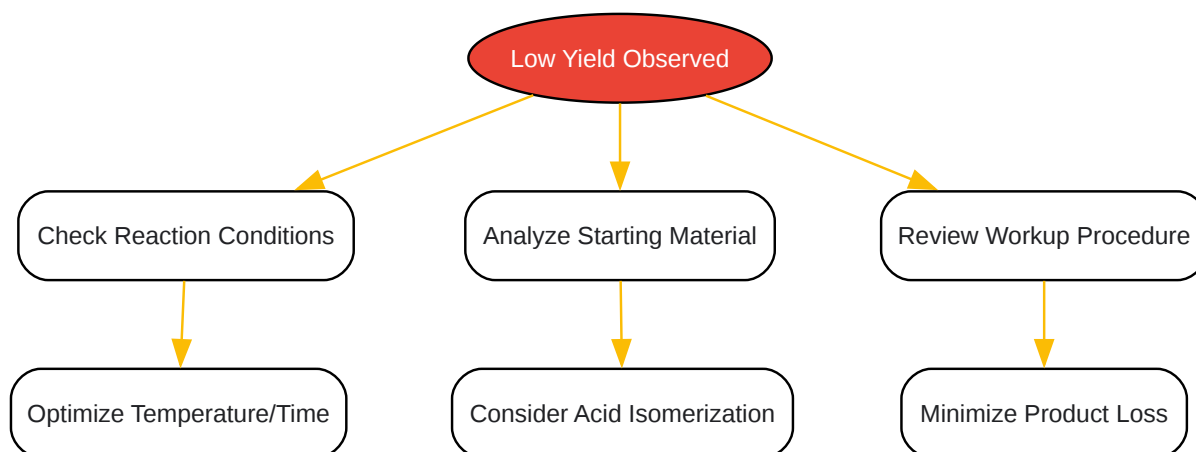 Low Yield Observed
Check Reaction Conditions
Analyze Starting Material
Review Workup Procedure
Optimize Temperature/Time
Consider Acid Isomerization
Minimize Product Loss